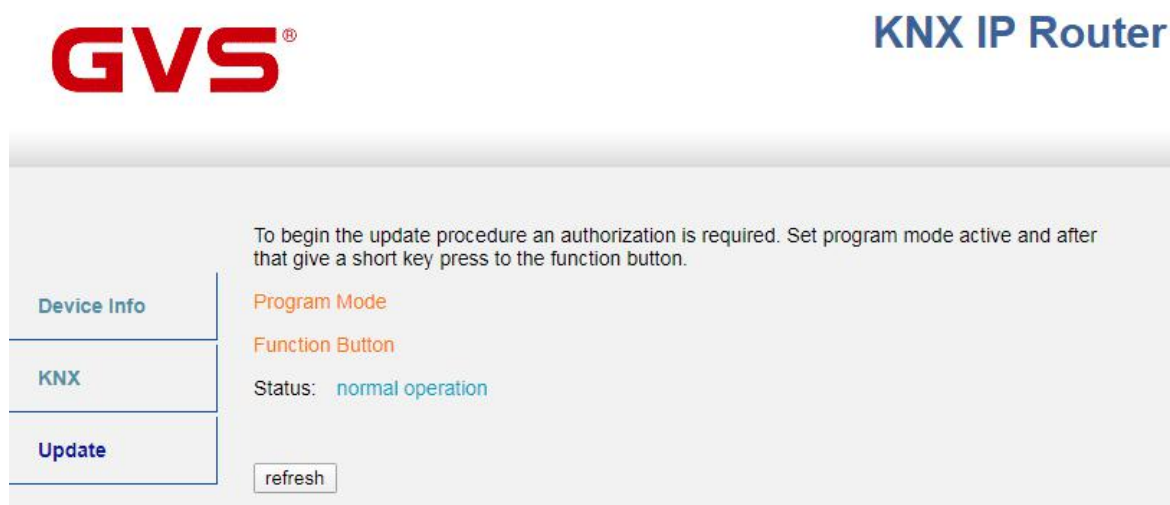 GVS®
KNX IP Router
To begin the update procedure an authorization is required. Set program mode active and after
that give a short key press to the function button.
Device Info
Program Mode
Function Button
KNX
Status: normal operation
Update
refresh